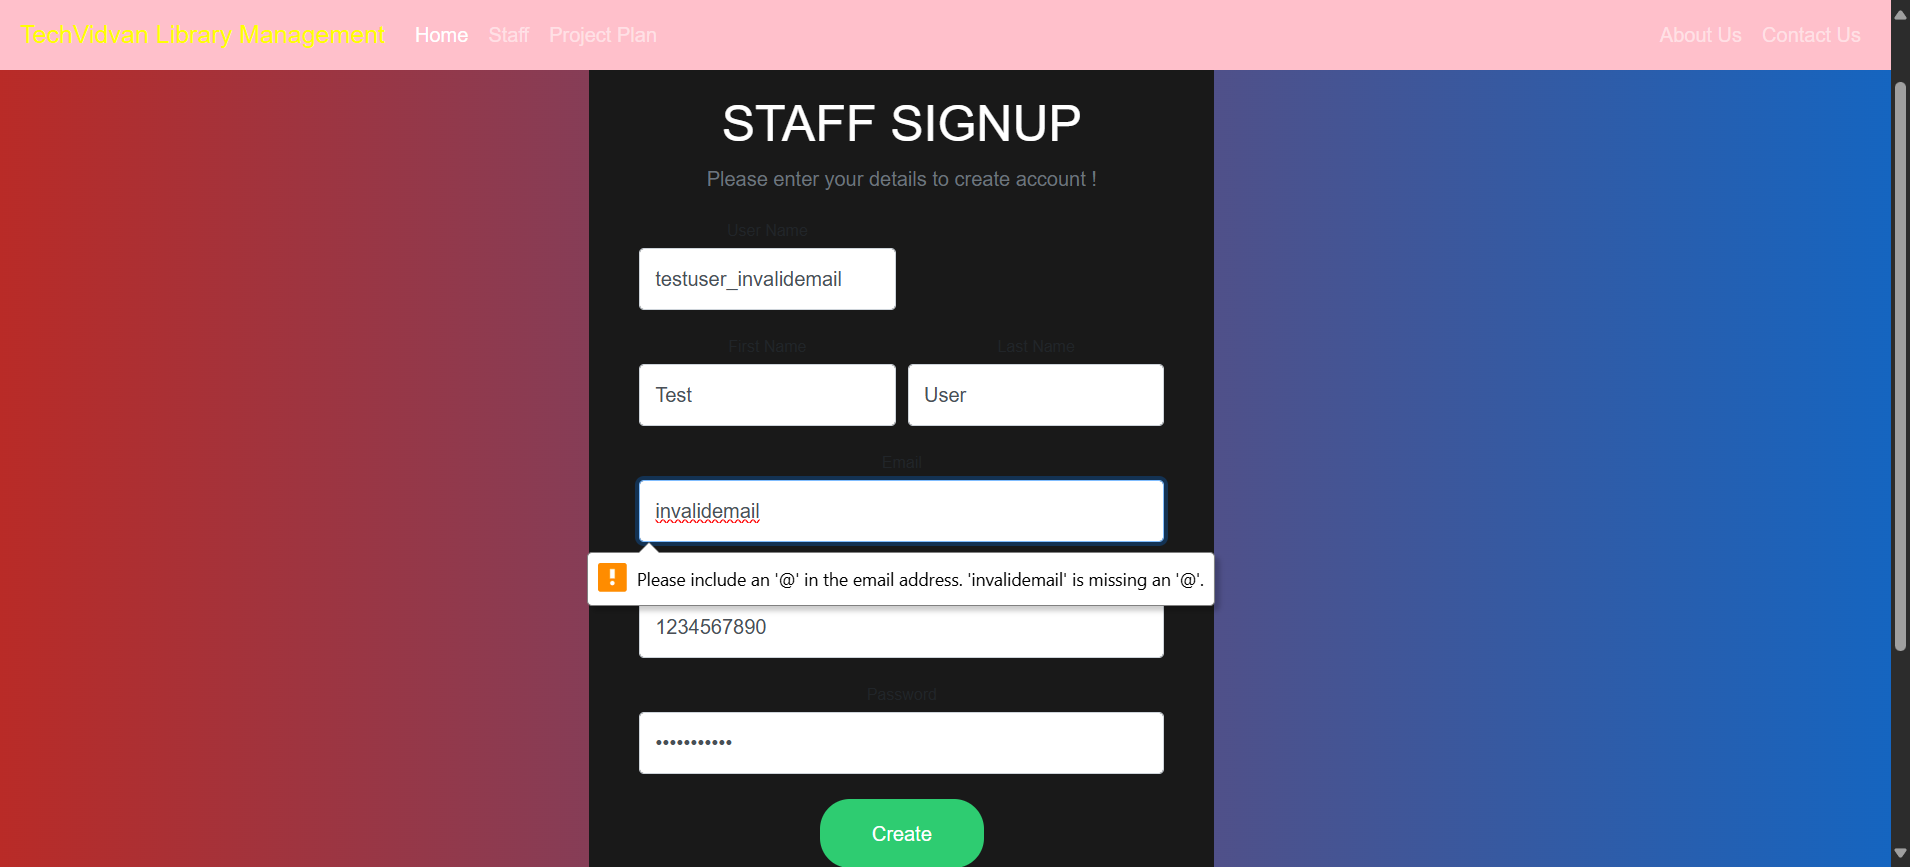 TechVidvan Library Management Home Staff Project Plan About Us Contact Us
STAFF SIGNUP
Please enter your details to create account !
User Name
testuser_invalidemail
First Name Last Name
Test User
Email
invalidemail
Please include an '@' in the email address. 'invalidemail' is missing an '@'.
1234567890
Password
•••••••••••
Create